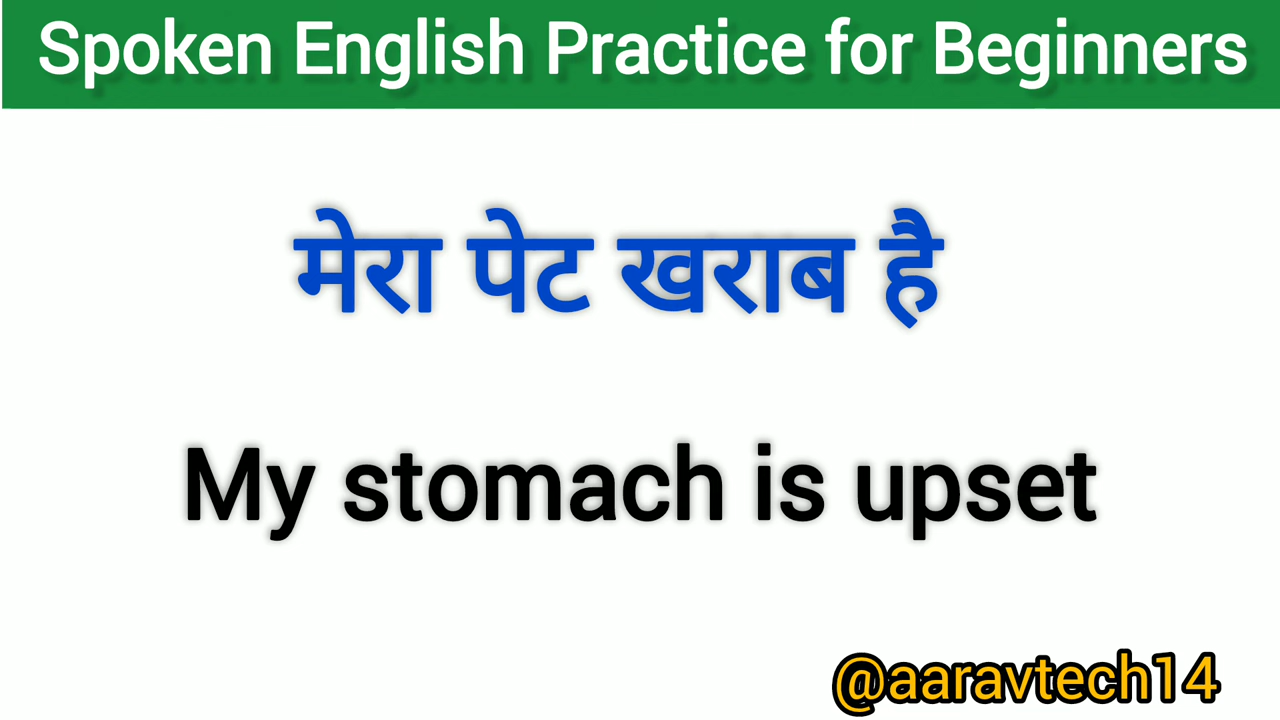 Spoken English Practice for Beginners
मेरा पेट खराब है
My stomach is upset
@aaravtech14